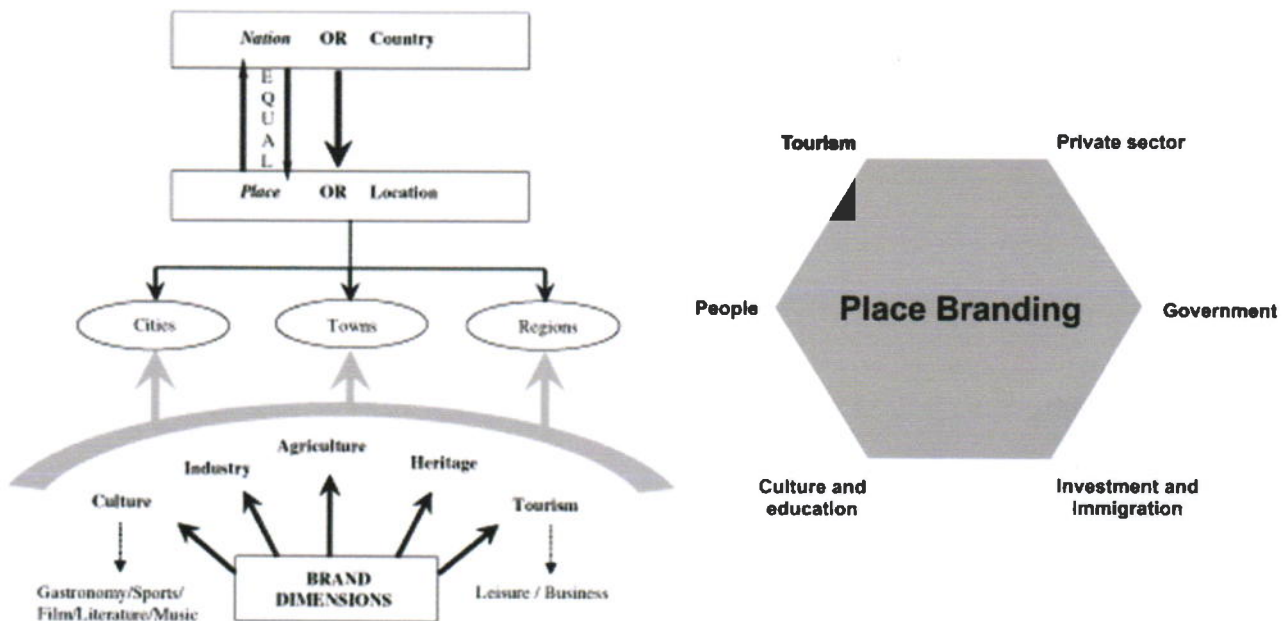 Nation OR Country
EQUAL
Place OR Location
Cities
Towns
Regions
Agriculture
Industry
Heritage
Culture
Tourism
BRAND
DIMENSIONS
Gastronomy/Sports/
Film/Literature/Music
Leisure / Business
Tourism
Private sector
People
Place Branding
Government
Culture and
education
Investment and
Immigration